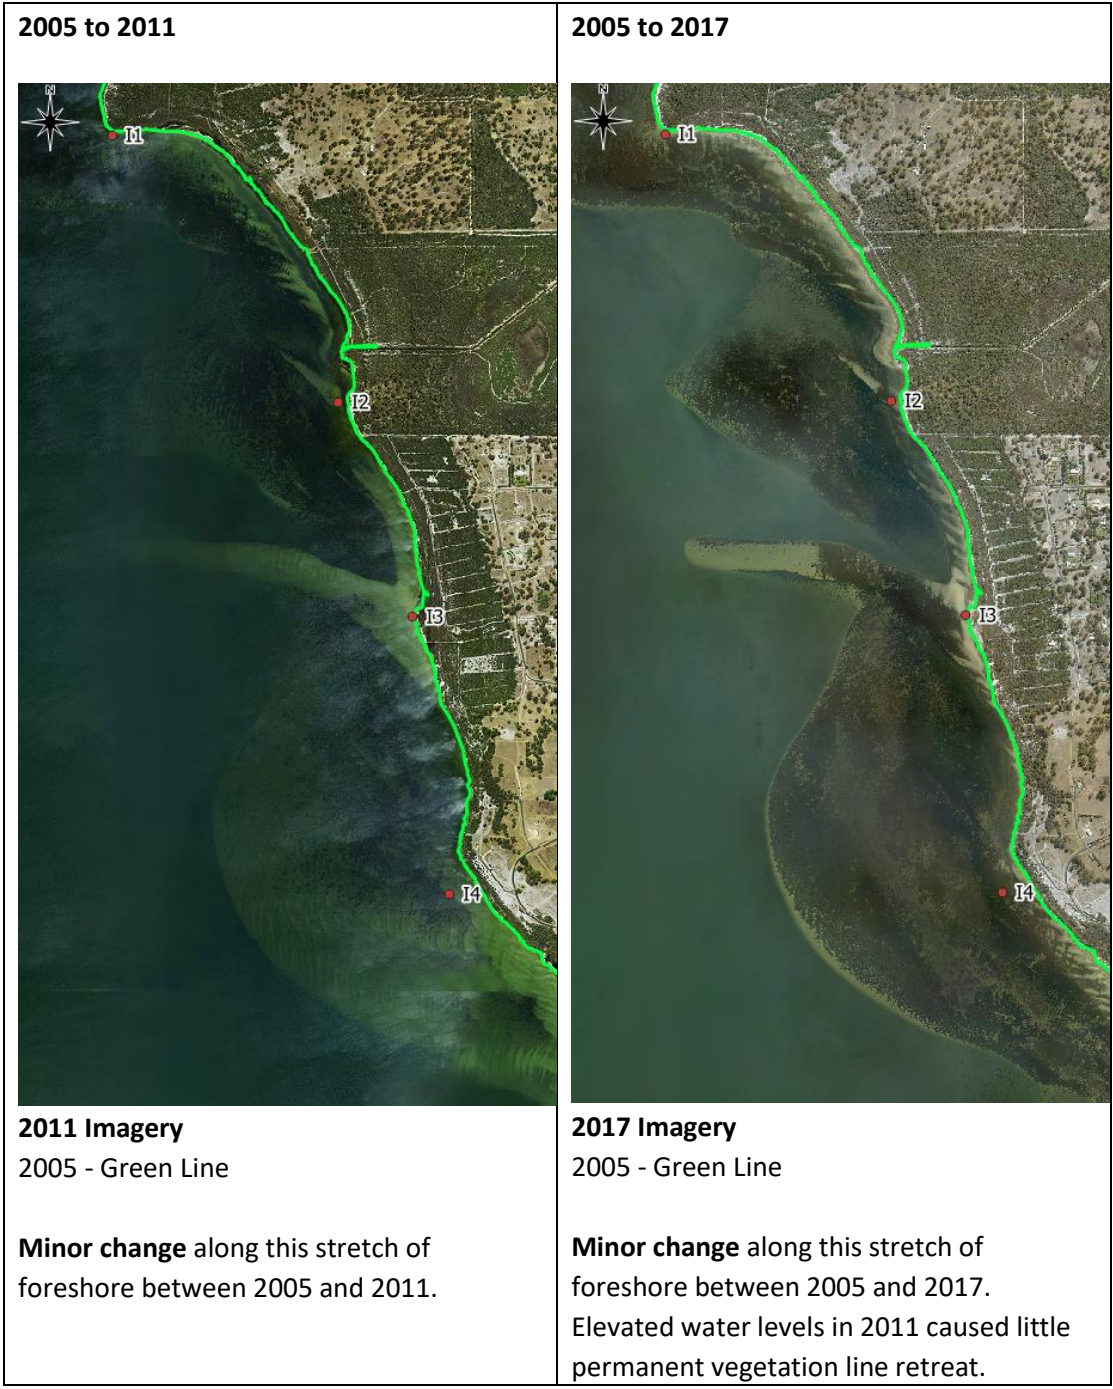 2005 to 2011
N
I1
I2
I3
I4
2011 Imagery
2005 - Green Line
Minor change along this stretch of
foreshore between 2005 and 2011.
2005 to 2017
N
I1
I2
I3
I4
2017 Imagery
2005 - Green Line
Minor change along this stretch of
foreshore between 2005 and 2017.
Elevated water levels in 2011 caused little
permanent vegetation line retreat.